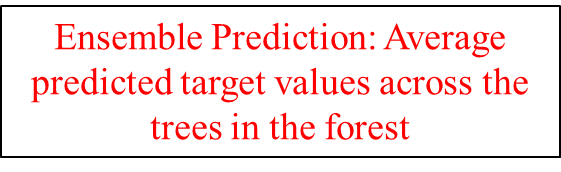 Ensemble Prediction: Average
predicted target values across the
trees in the forest